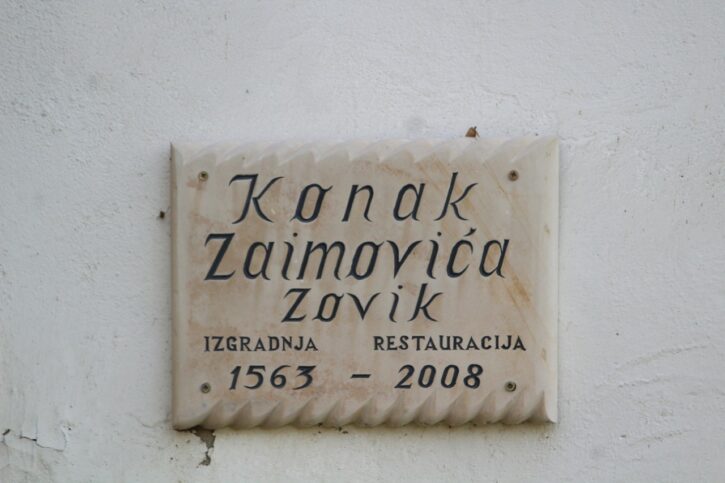 Konak
Zaimovića
Zovik
IZGRADNJA RESTAURACIJA
1563 - 2008